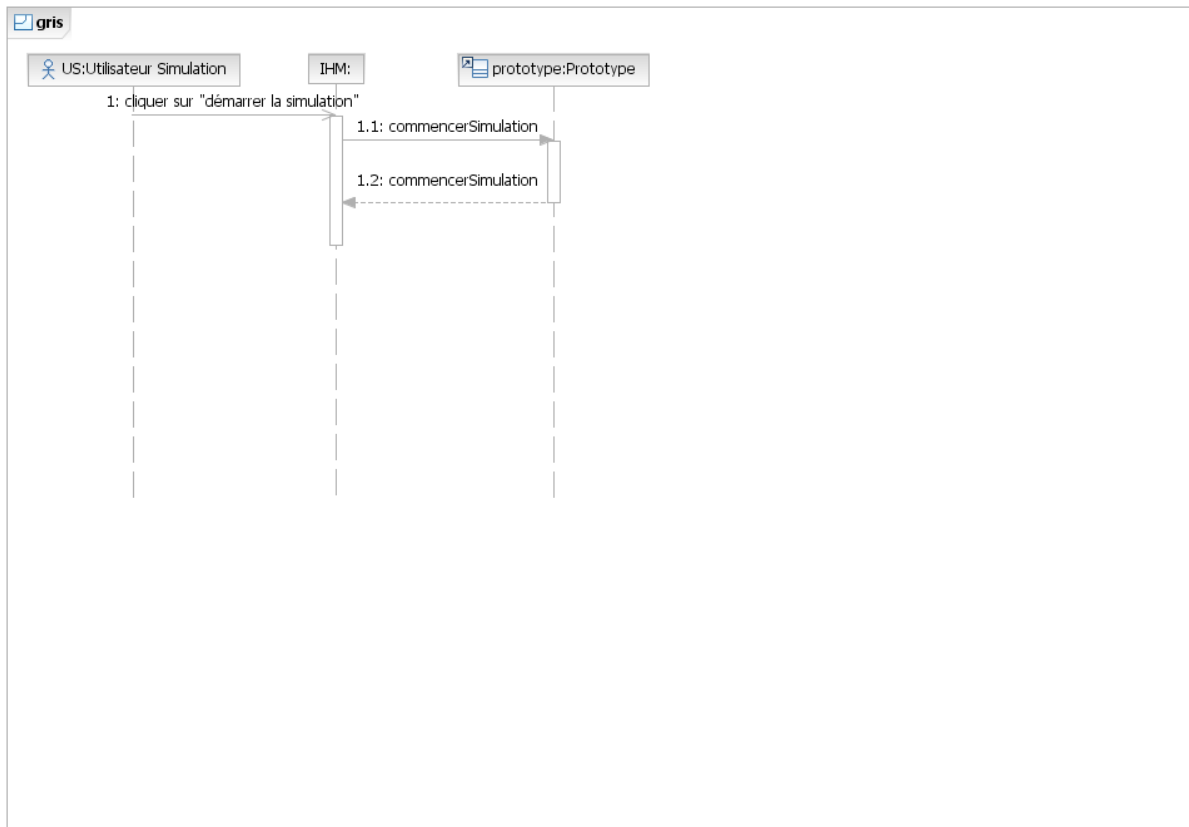 gris
US:Utilisateur Simulation
IHM:
prototype:Prototype
1: cliquer sur "démarrer la simulation"
1.1: commencerSimulation
1.2: commencerSimulation